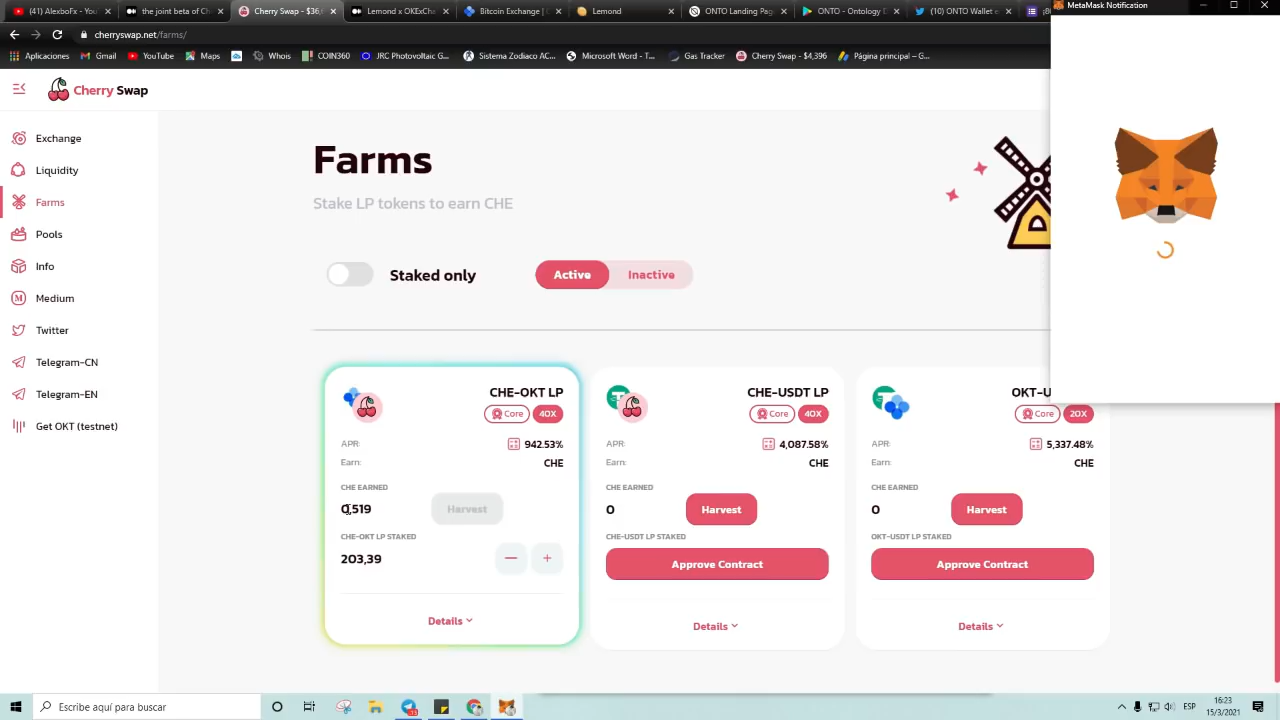 (1) AlexboFx - Yout
the joint beta of Ch
Cherry Swap - $36,
Lemond x OKExCha
Bitcoin Exchange |
Lemond
ONTO Launching P
ONTO - Ontology D
(10) ONTO Wallet e
MetaMask Notification
cherryswap.net/farms/
Aplicaciones
Gmail
YouTube
Maps
Whois
COIN360
JRC Photovoltaic G...
Sistema Zodiaco AC...
Microsoft Word - T...
Gas Tracker
Cherry Swap - $4,396
Página principal – G...
Cherry Swap
Exchange
Liquidity
Farms
Pools
Info
Medium
Twitter
Telegram-CN
Telegram-EN
Get OKT (testnet)
Farms
Stake LP tokens to earn CHE
Staked only
Active
Inactive
CHE-OKT LP
Core
40X
APR:
942.53%
Earn:
CHE
CHE EARNED
0,519
Harvest
CHE-OKT LP STAKED
203,39
Details
CHE-USDT LP
Core
40X
APR:
4,087.58%
Earn:
CHE
CHE EARNED
0
Harvest
CHE-USDT LP STAKED
Approve Contract
Details
OKT-U
Core
20X
APR:
5,337.48%
Earn:
CHE
CHE EARNED
0
Harvest
OKT-USDT LP STAKED
Approve Contract
Details
Escribe aquí para buscar
ESP
16:23
15/3/2021